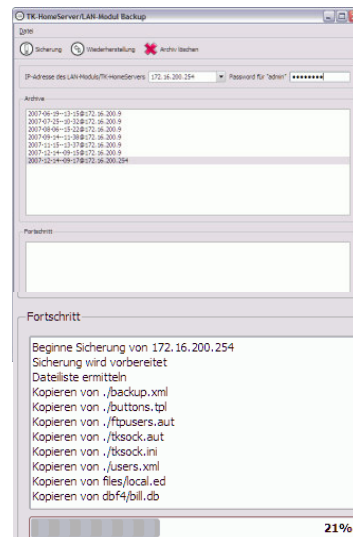 TK-HomeServer/LAN-Modul Backup
Datei
Sicherung Wiederherstellung Archiv löschen
IP-Adresse des LAN-Moduls/TK-HomeServers 172.16.200.254 Password für "admin" ●●●●●●●●
Archive
2007-06-19--13-15@172.16.200.9
2007-07-25--10-32@172.16.200.9
2007-08-06--15-22@172.16.200.9
2007-09-14--11-38@172.16.200.9
2007-11-15--13-37@172.16.200.9
2007-12-14--09-15@172.16.200.9
2007-12-14--09-17@172.16.200.254
Fortschritt
Fortschritt
Beginne Sicherung von 172.16.200.254
Sicherung wird vorbereitet
Dateiliste ermitteln
Kopieren von ./backup.xml
Kopieren von ./buttons.tpl
Kopieren von ./ftpusers.aut
Kopieren von ./tksock.aut
Kopieren von ./tksock.ini
Kopieren von ./users.xml
Kopieren von files/local.ed
Kopieren von dbf4/bill.db
21%